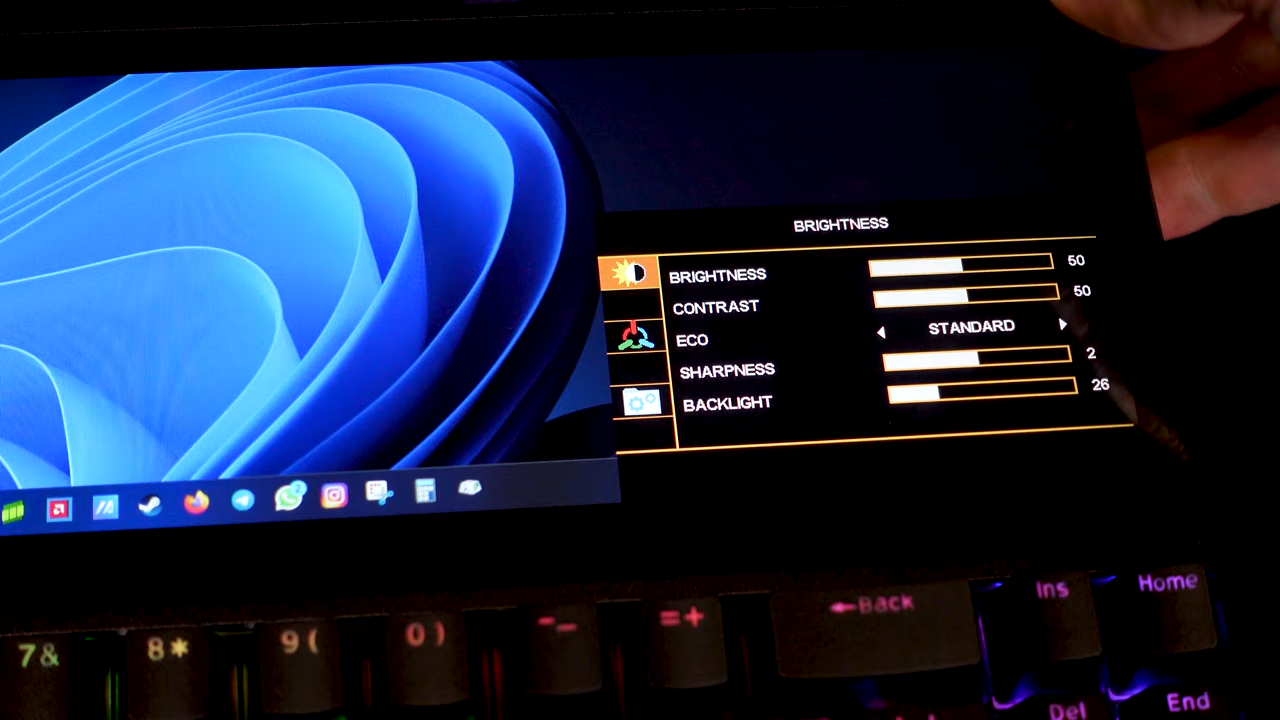 BRIGHTNESS
BRIGHTNESS 50
CONTRAST 50
ECO STANDARD
SHARPNESS 2
BACKLIGHT 26
2
7& 8* 9( 0) -_ =+ ←Back Ins Home
Del End